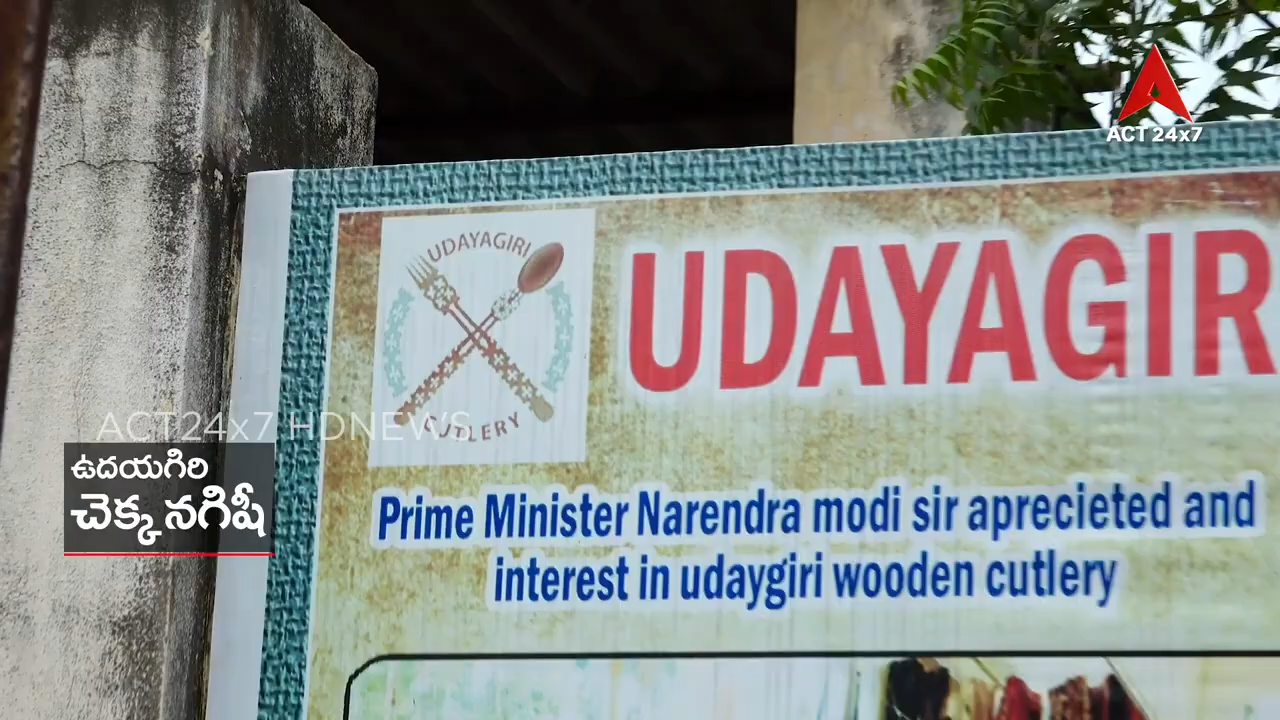 ACT 24x7
UDAYAGIRI
CUTLERY
UDAYAGIR
Prime Minister Narendra modi sir aprecieted and
interest in udaygiri wooden cutlery
ACT24x7 HDNEWS
ఉదయగిరి
చెక్క నగిషీ